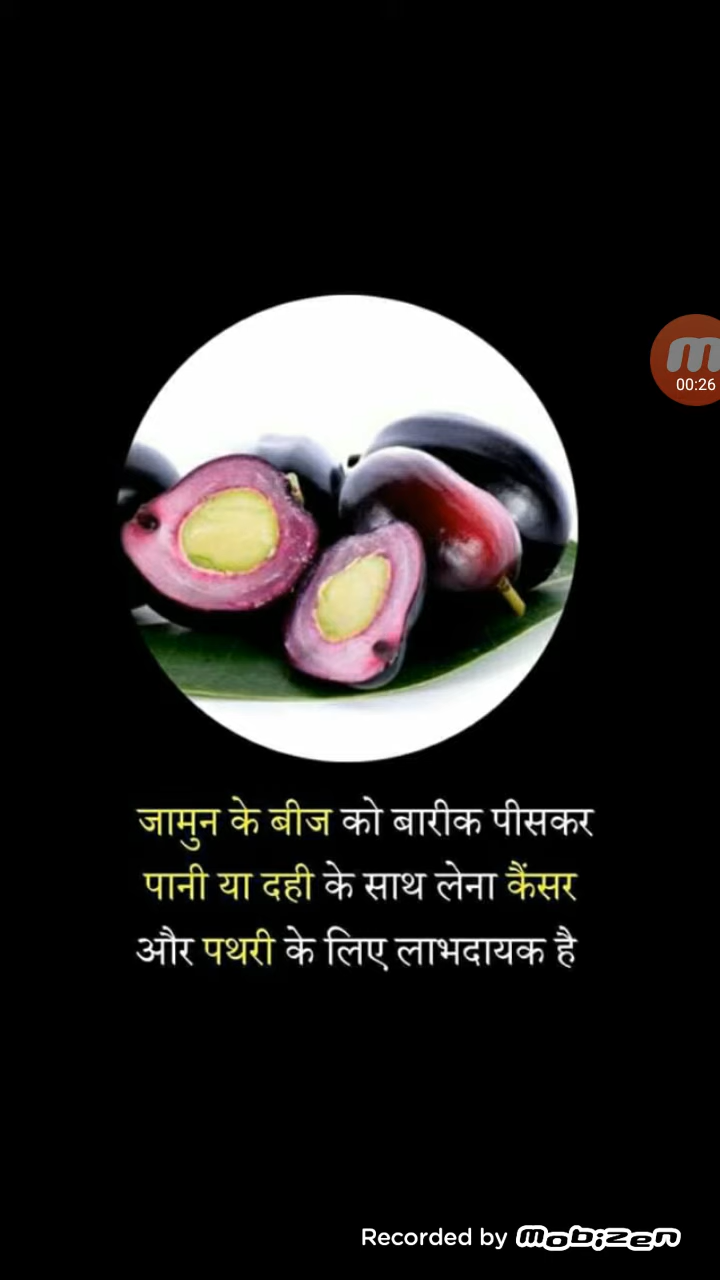 00:26
जामुन के बीज को बारीक पीसकर
पानी या दही के साथ लेना कैंसर
और पथरी के लिए लाभदायक है
Recorded by Mobizen